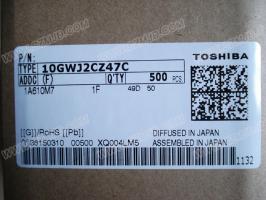 P/N:
TOSHIBA
TYPE 10GWJ2CZ47C
ADDC (F) Q'TY 500 PCS
1A610M7 1F 49D 50
[[G]]/RoHS [[Pb]]
DIFFUSED IN JAPAN
00500 XQ004LM5 ASSEMBLED IN JAPAN
1132